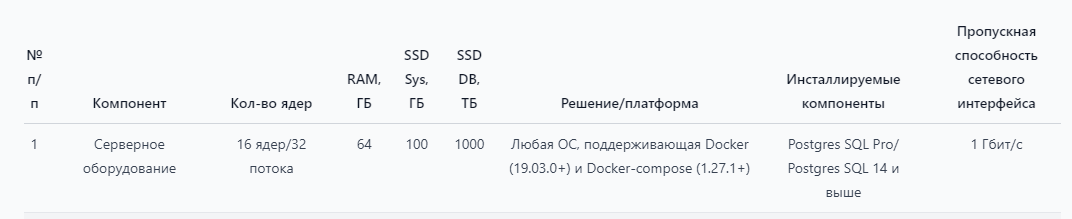 № п/п
Компонент
Кол-во ядер
RAM, ГБ
SSD Sys, ГБ
SSD DB, ТБ
Решение/платформа
Инсталлируемые компоненты
Пропускная способность сетевого интерфейса
1
Серверное оборудование
16 ядер/32 потока
64
100
1000
Любая ОС, поддерживающая Docker
(19.03.0+) и Docker-compose (1.27.1+)
Postgres SQL Pro/
Postgres SQL 14 и
выше
1 Гбит/с